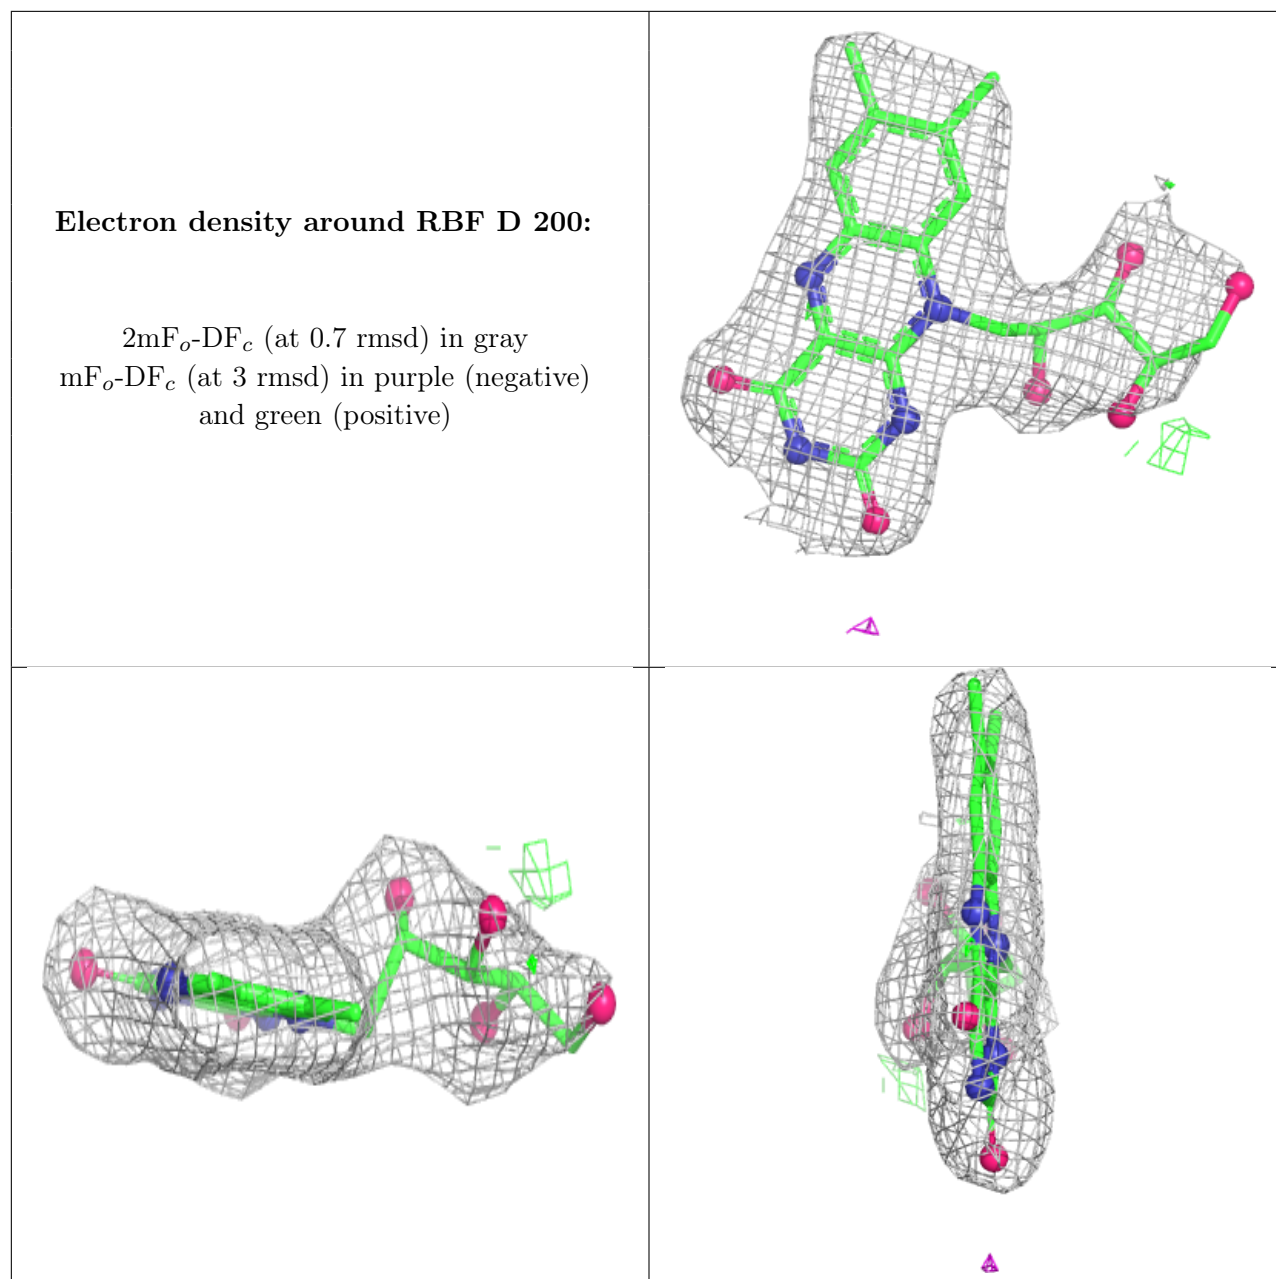 Electron density around RBF D 200:
2mFo-DFc (at 0.7 rmsd) in gray
mFo-DFc (at 3 rmsd) in purple (negative)
and green (positive)